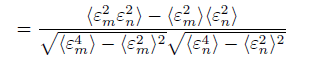 = \frac{\langle \varepsilon_m^2 \varepsilon_n^2 \rangle - \langle \varepsilon_m^2 \rangle \langle \varepsilon_n^2 \rangle}{\sqrt{\langle \varepsilon_m^4 \rangle - \langle \varepsilon_m^2 \rangle^2} \sqrt{\langle \varepsilon_n^4 \rangle - \langle \varepsilon_n^2 \rangle^2}}